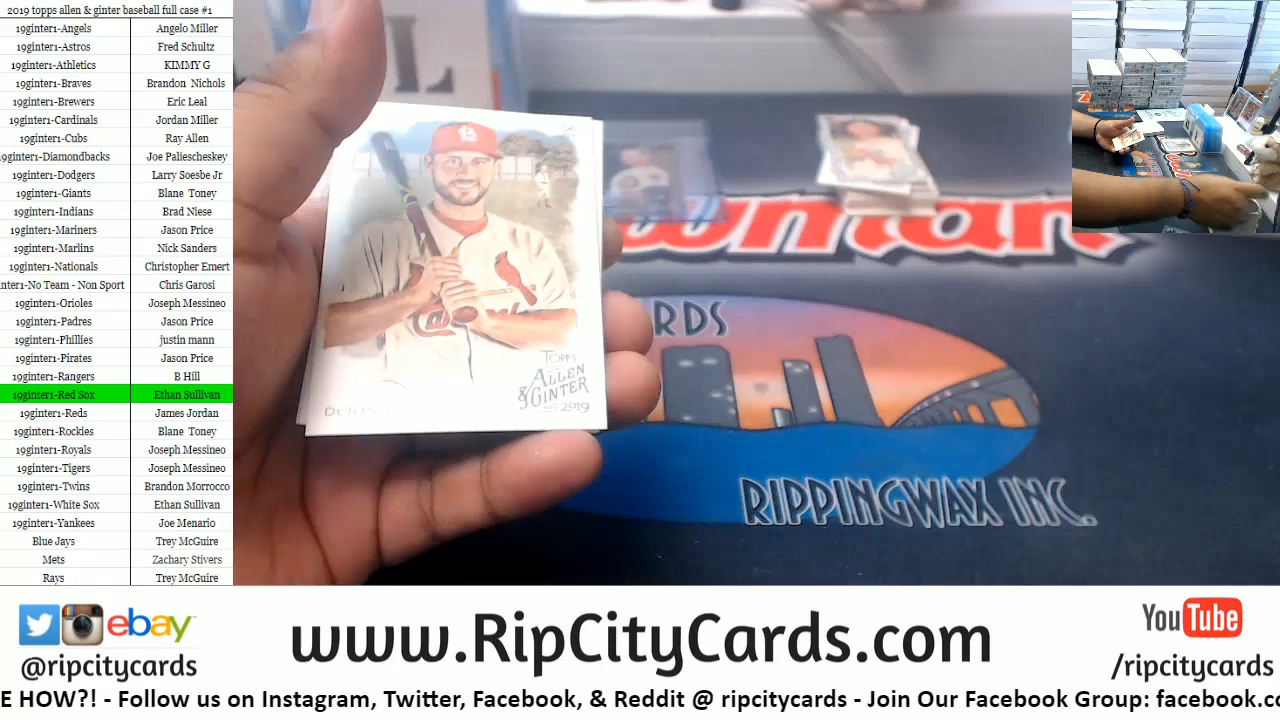 2019 topps allen & ginter baseball full case #1
19ginter1-Angels Angelo Miller
19ginter1-Astros Fred Schultz
19ginter1-Athletics KIMMY G
19ginter1-Braves Brandon Nichols
19ginter1-Brewers Eric Leal
19ginter1-Cardinals Jordan Miller
19ginter1-Cubs Ray Allen
9ginter1-Diamondbacks Joe Paliescheskey
19ginter1-Dodgers Larry Soesbe Jr
19ginter1-Giants Blane Toney
19ginter1-Indians Brad Niese
19ginter1-Mariners Jason Price
19ginter1-Marlins Nick Sanders
19ginter1-Nationals Christopher Emert
nter1-No Team - Non Sport Chris Garosi
19ginter1-Orioles Joseph Messineo
19ginter1-Padres Jason Price
19ginter1-Phillies justin mann
19ginter1-Pirates Jason Price
19ginter1-Rangers B Hill
19ginter1-Red Sox Ethan Sullivan
19ginter1-Reds James Jordan
19ginter1-Rockies Blane Toney
19ginter1-Royals Joseph Messineo
19ginter1-Tigers Joseph Messineo
19ginter1-Twins Brandon Morrocco
19ginter1-White Sox Ethan Sullivan
19ginter1-Yankees Joe Menario
Blue Jays Trey McGuire
Mets Zachary Stivers
Rays Trey McGuire
TOPPS
ALLEN
& GINTER
2019
wman
RDS
RIPPINGWAX INC.
ebay
@ripcitycards
www.RipCityCards.com
YouTube
/ripcitycards
E HOW?! - Follow us on Instagram, Twitter, Facebook, & Reddit @ ripcitycards - Join Our Facebook Group: facebook.co